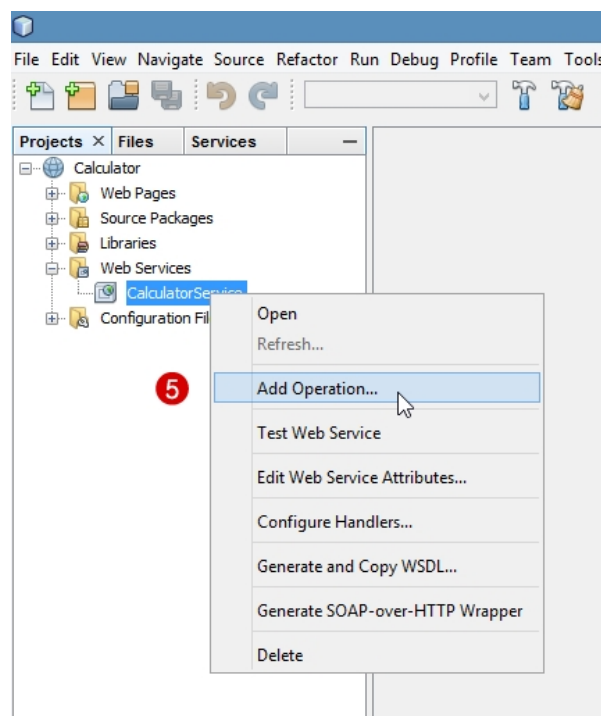 File Edit View Navigate Source Refactor Run Debug Profile Team Tools
Projects Files Services
Calculator
Web Pages
Source Packages
Libraries
Web Services
CalculatorService
Configuration Fil
Open
Refresh...
5
Add Operation...
Test Web Service
Edit Web Service Attributes...
Configure Handlers...
Generate and Copy WSDL...
Generate SOAP-over-HTTP Wrapper
Delete